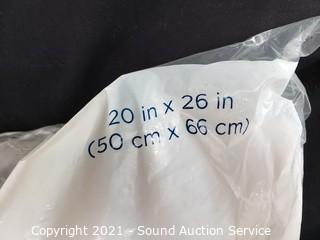 20 in x 26 in
(50 cm x 66 cm)
Copyright 2021 - Sound Auction Service